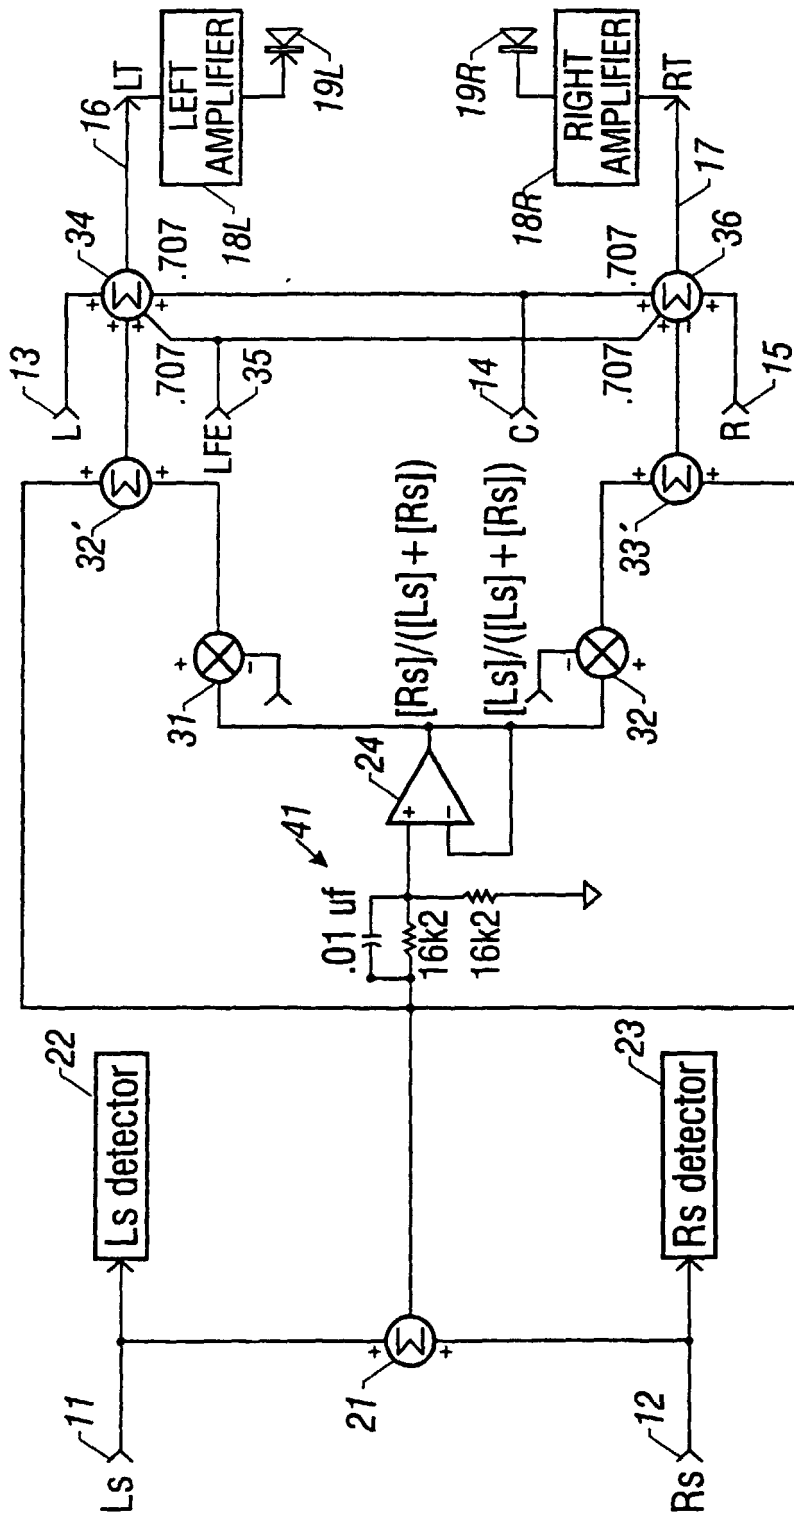 Ls
11
Ls detector
22
21
Σ
+
+
Rs
12
Rs detector
23
.01 uf
41
16k2
16k2
24
+
-
[Rs]/([Ls]+[Rs])
[Ls]/([Ls]+[Rs])
31
+
-
32
-
+
32'
Σ
+
+
33'
Σ
+
+
L
13
LFE
35
C
14
R
15
34
Σ
+
+
+
+
.707
.707
36
Σ
+
+
-
+
.707
.707
16
LT
LEFT
AMPLIFIER
18L
19L
17
RT
RIGHT
AMPLIFIER
18R
19R